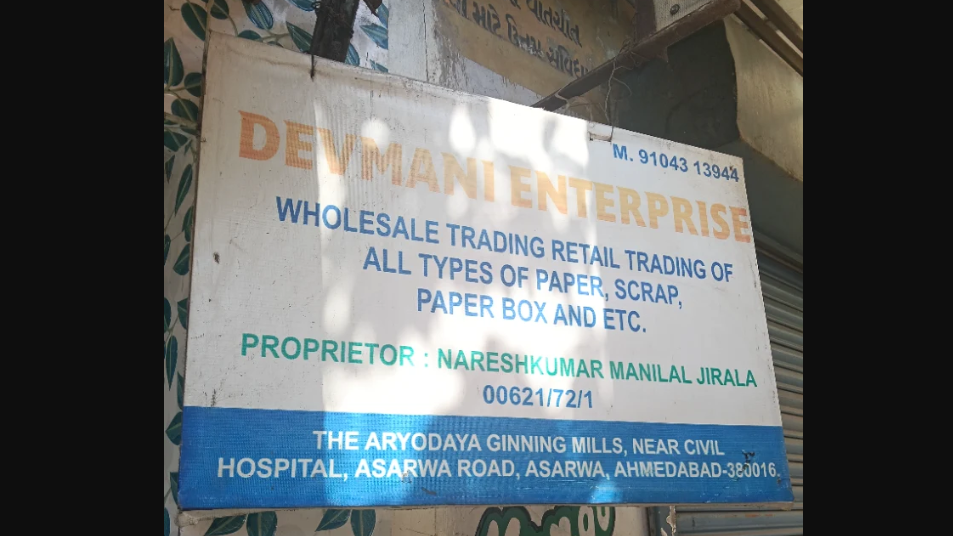 M. 91043 13944
DEVMANI ENTERPRISE
WHOLESALE TRADING RETAIL TRADING OF
ALL TYPES OF PAPER, SCRAP,
PAPER BOX AND ETC.
PROPRIETOR : NARESHKUMAR MANILAL JIRALA
00621/72/1
THE ARYODAYA GINNING MILLS, NEAR CIVIL
HOSPITAL, ASARWA ROAD, ASARWA, AHMEDABAD-380016.